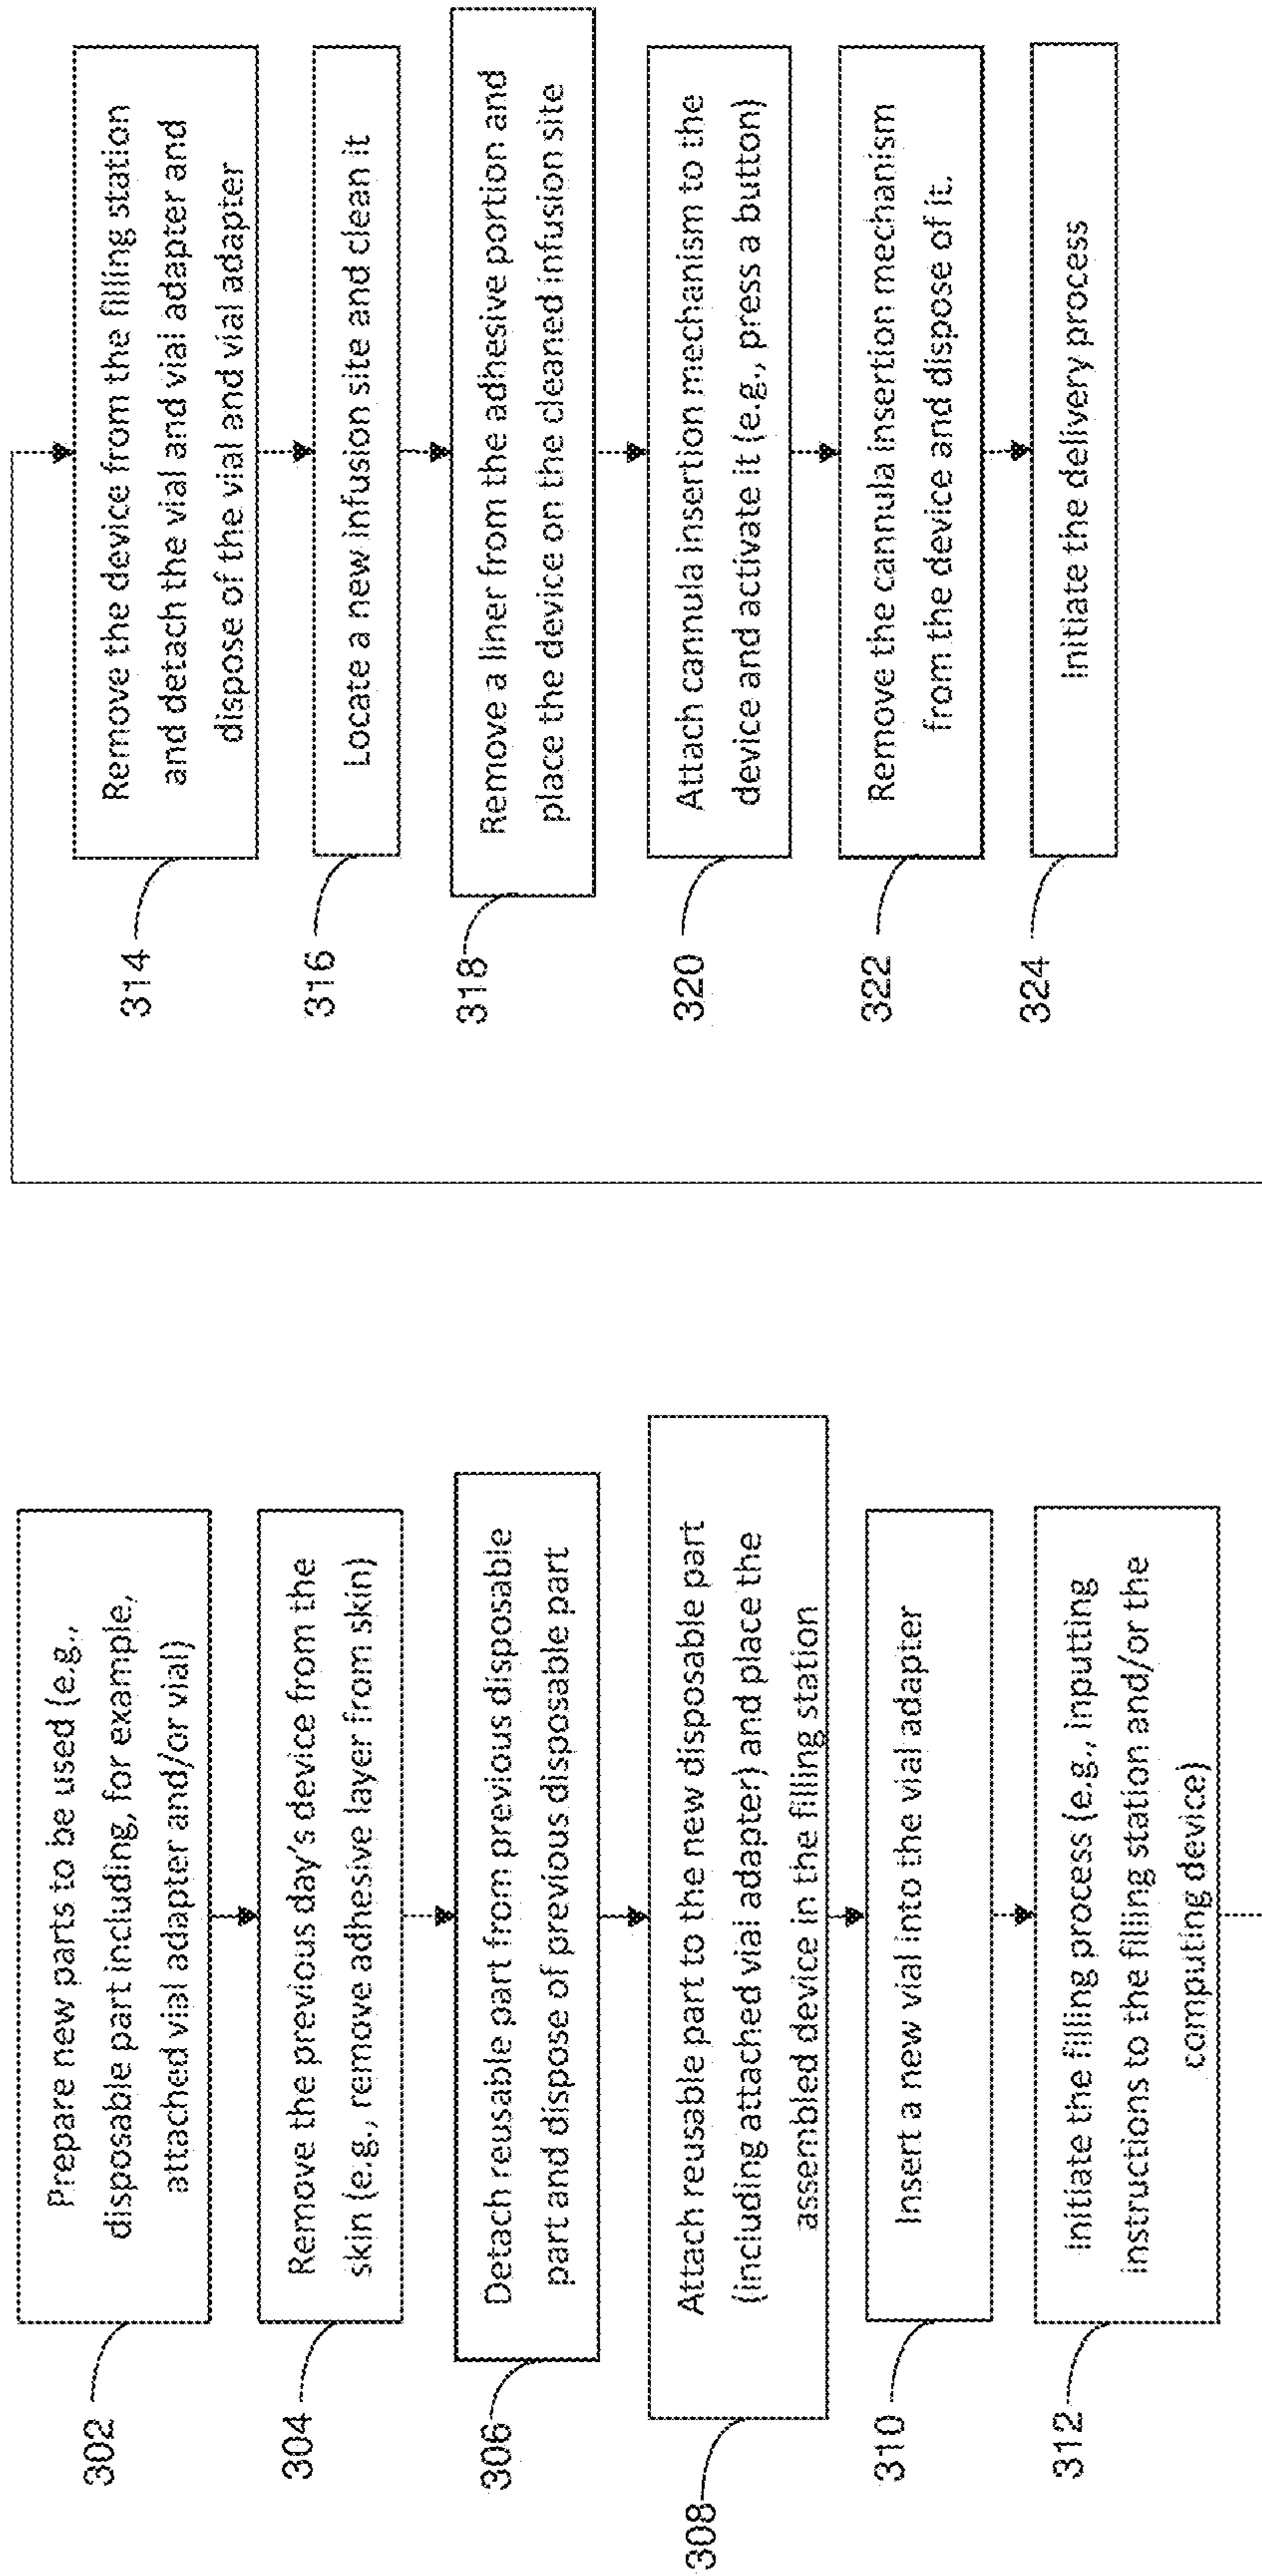 302
Prepare new parts to be used (e.g.,
disposable part including, for example,
attached vial adapter and/or vial)
304
Remove the previous day's device from the
skin (e.g., remove adhesive layer from skin)
306
Detach reusable part from previous disposable
part and dispose of previous disposable part
308
Attach reusable part to the new disposable part
(including attached vial adapter) and place the
assembled device in the filling station
310
Insert a new vial into the vial adapter
312
Initiate the filling process (e.g., inputting
instructions to the filling station and/or the
computing device)
314
Remove the device from the filling station
and detach the vial and vial adapter and
dispose of the vial and vial adapter
316
Locate a new infusion site and clean it
318
Remove a liner from the adhesive portion and
place the device on the cleaned infusion site
320
Attach cannula insertion mechanism to the
device and activate it (e.g., press a button)
322
Remove the cannula insertion mechanism
from the device and dispose of it.
324
Initiate the delivery process